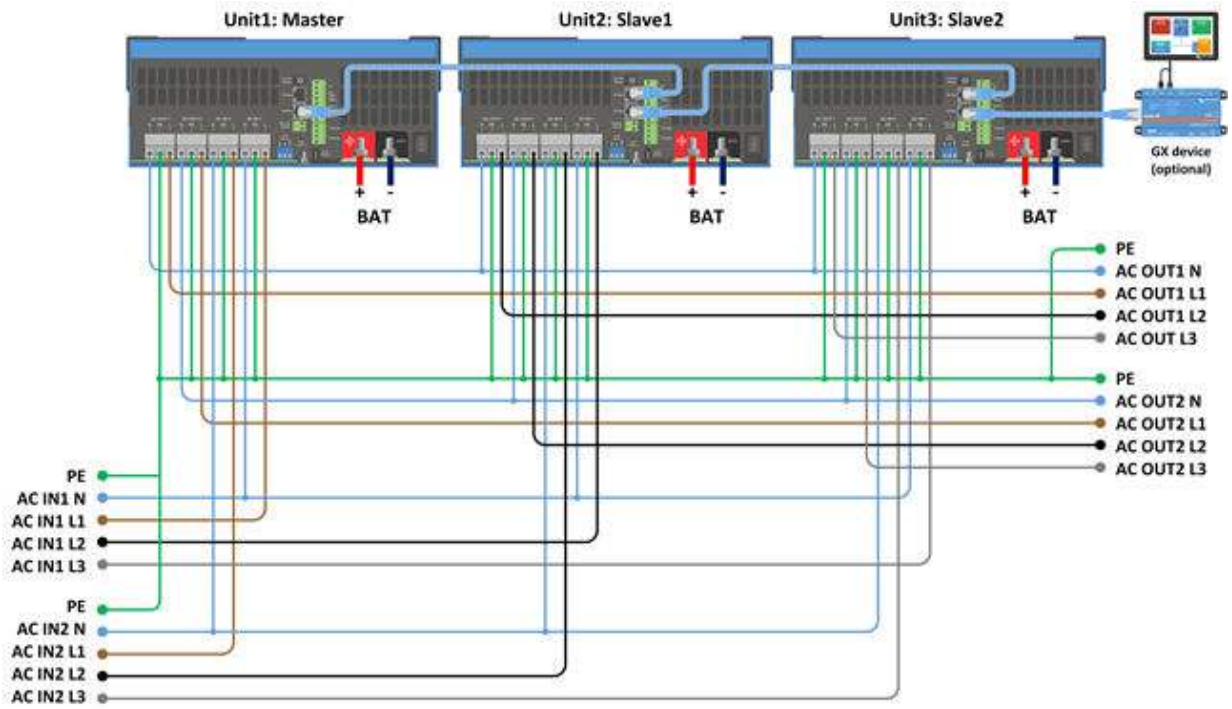 Unit1: Master
Unit2: Slave1
Unit3: Slave2
GX device
(optional)
+
-
BAT
+
-
BAT
+
-
BAT
PE
AC OUT1 N
AC OUT1 L1
AC OUT1 L2
AC OUT L3
PE
AC OUT2 N
AC OUT2 L1
AC OUT2 L2
AC OUT2 L3
PE
AC IN1 N
AC IN1 L1
AC IN1 L2
AC IN1 L3
PE
AC IN2 N
AC IN2 L1
AC IN2 L2
AC IN2 L3